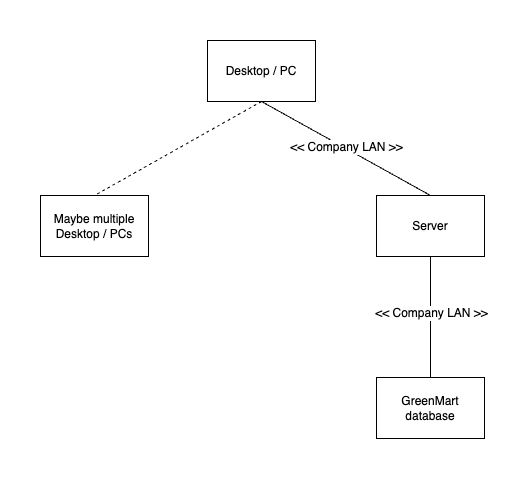 Desktop / PC
<< Company LAN >>
Maybe multiple
Desktop / PCs
Server
<< Company LAN >>
GreenMart
database